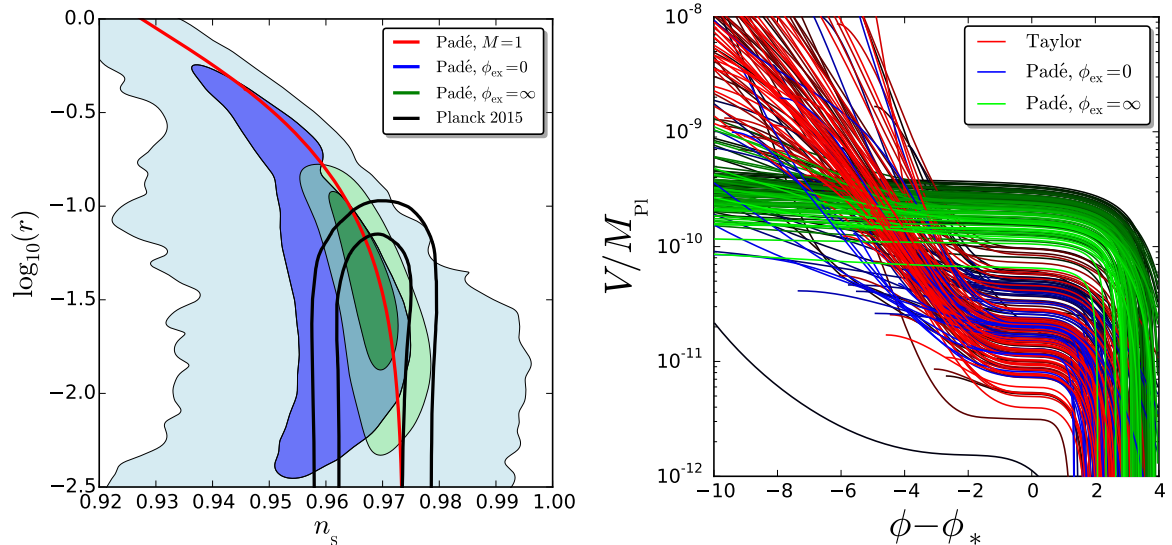 0.0
−0.5
−1.0
−1.5
−2.0
−2.5
log₁₀(r)
0.92 0.93 0.94 0.95 0.96 0.97 0.98 0.99 1.00
nₛ
Padé, M=1
Padé, ϕₑₓ=0
Padé, ϕₑₓ=∞
Planck 2015
10⁻⁸
10⁻⁹
10⁻¹⁰
10⁻¹¹
10⁻¹²
V/M_Pl
−10 −8 −6 −4 −2 0 2 4
ϕ−ϕ_*
Taylor
Padé, ϕₑₓ=0
Padé, ϕₑₓ=∞